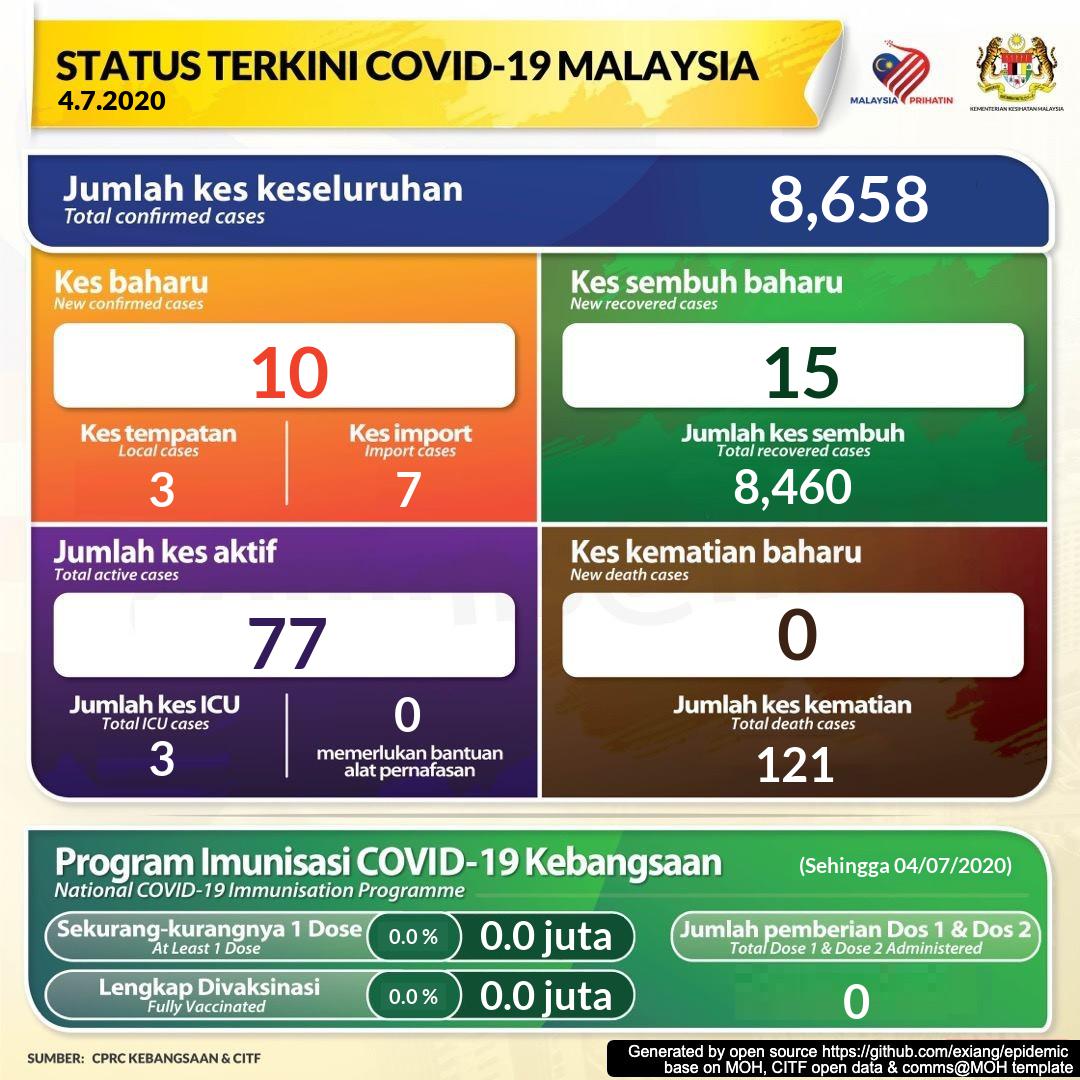 STATUS TERKINI COVID-19 MALAYSIA
4.7.2020
MALAYSIA PRIHATIN
KEMENTERIAN KESIHATAN MALAYSIA
Jumlah kes keseluruhan
Total confirmed cases
8,658
Kes baharu
New confirmed cases
10
Kes tempatan
Local cases
3
Kes import
Import cases
7
Kes sembuh baharu
New recovered cases
15
Jumlah kes sembuh
Total recovered cases
8,460
Jumlah kes aktif
Total active cases
77
Jumlah kes ICU
Total ICU cases
3
0
memerlukan bantuan
alat pernafasan
Kes kematian baharu
New death cases
0
Jumlah kes kematian
Total death cases
121
Program Imunisasi COVID-19 Kebangsaan
National COVID-19 Immunisation Programme
(Sehingga 04/07/2020)
Sekurang-kurangnya 1 Dose
At Least 1 Dose
0.0 %
0.0 juta
Lengkap Divaksinasi
Fully Vaccinated
0.0 %
0.0 juta
Jumlah pemberian Dos 1 & Dos 2
Total Dose 1 & Dose 2 Administered
0
SUMBER: CPRC KEBANGSAAN & CITF
Generated by open source https://github.com/exiang/epidemic
base on MOH, CITF open data & comms@MOH template